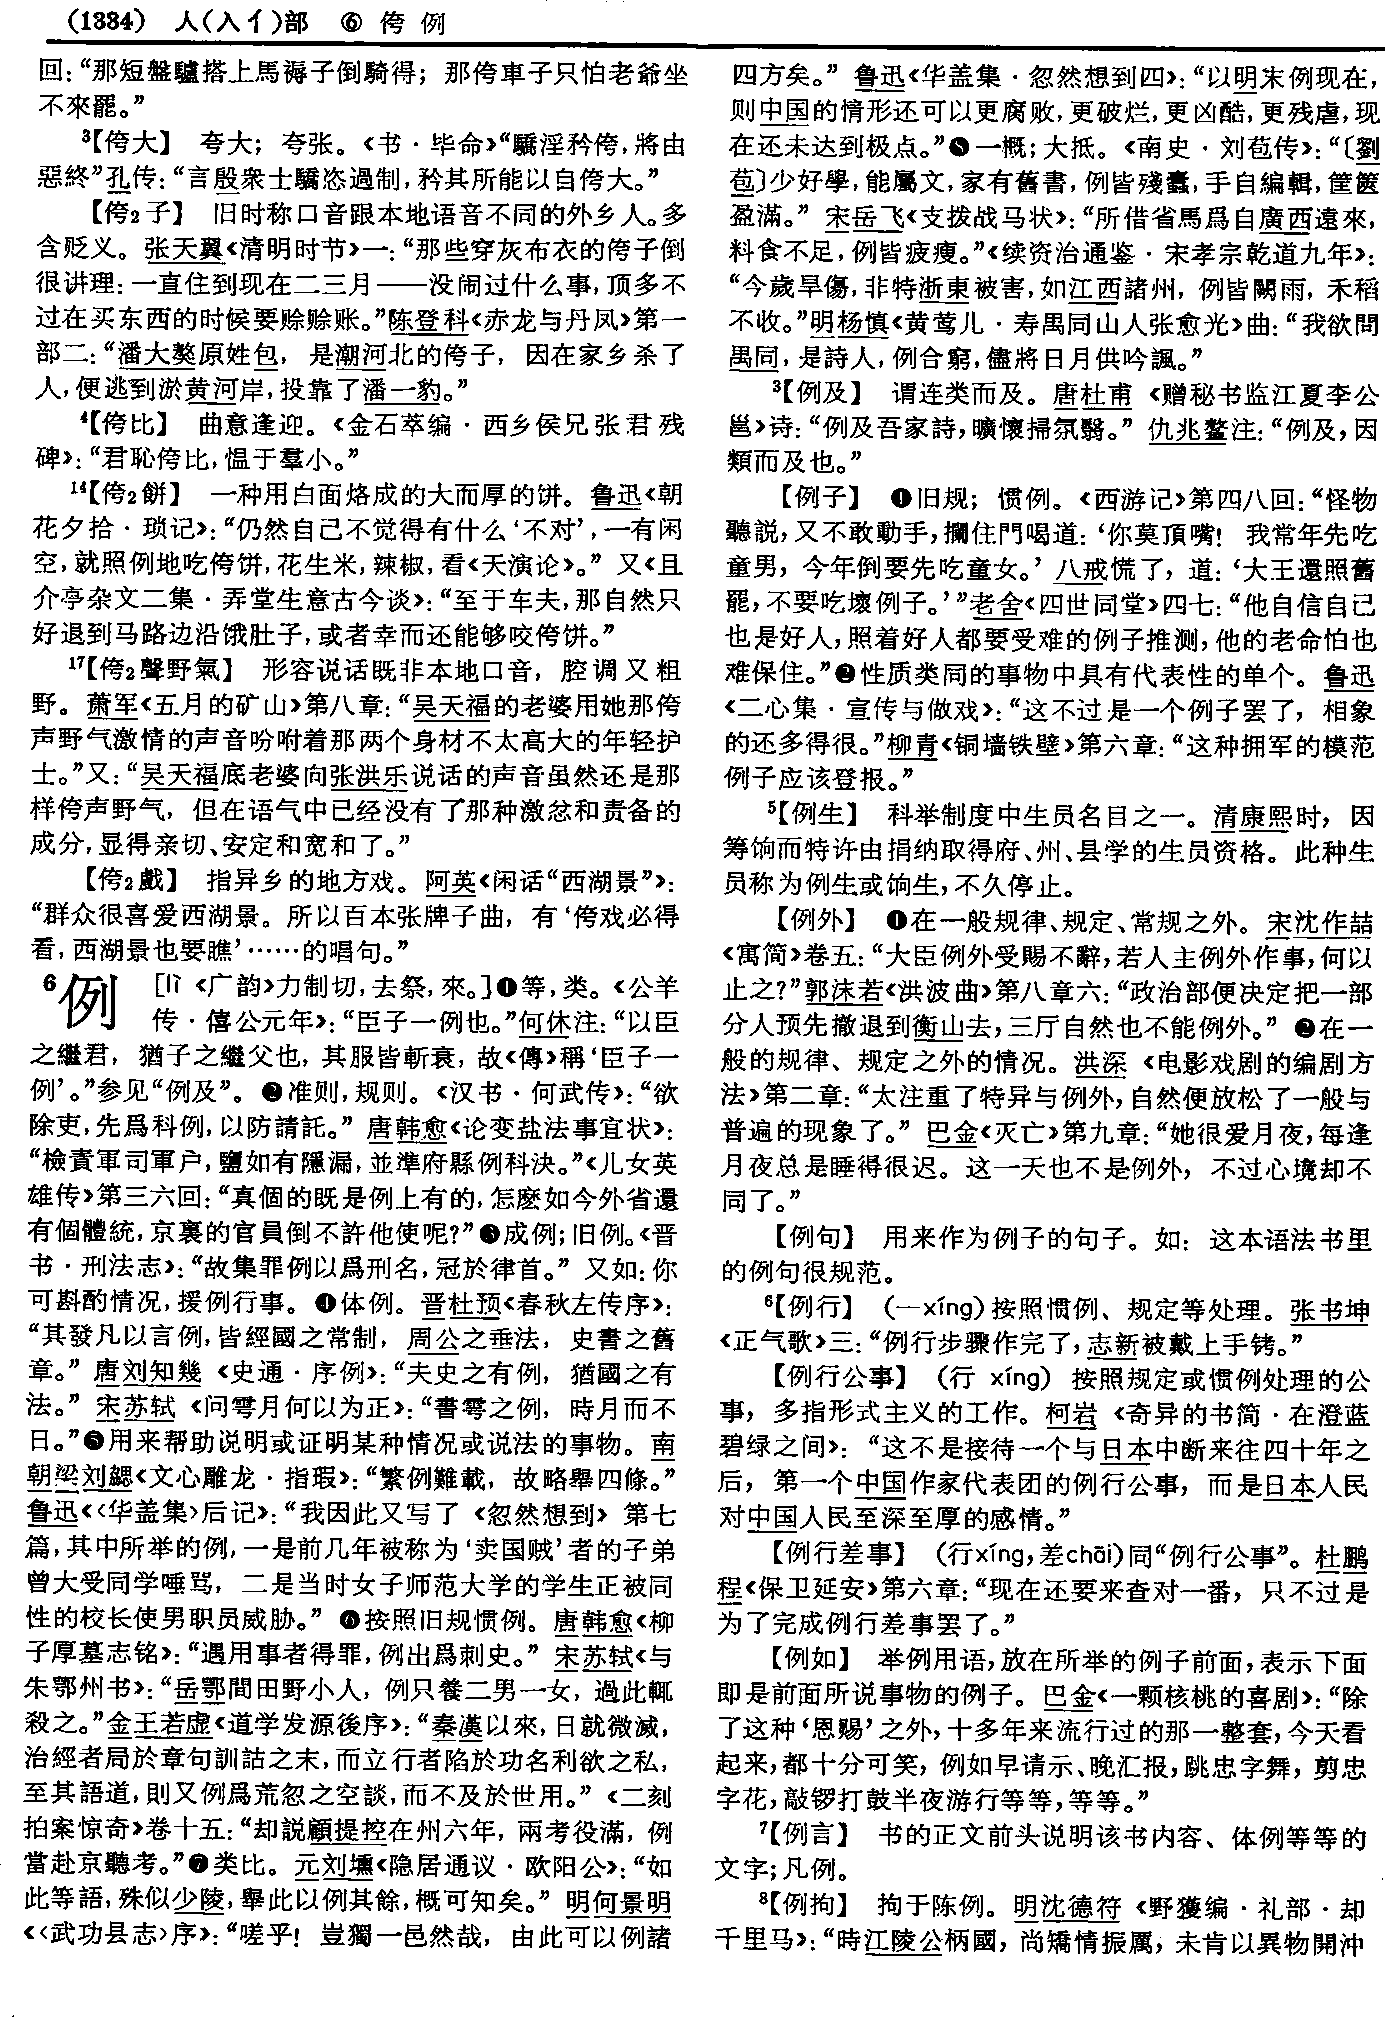 (1334) 人(入亻)部 ⑥ 侉 例
回：“那短盤驢搭上馬褥子倒騎得；那侉車子只怕老爺坐
不來罷。”
3【侉大】 夸大；夸张。《书·毕命》“驕淫矜侉，將由
惡終”孔传：“言殷衆士驕恣過制，矜其所能以自侉大。”
【侉2子】 旧时称口音跟本地语音不同的外乡人。多
含贬义。张天翼《清明时节》一：“那些穿灰布衣的侉子倒
很讲理：一直住到现在二三月——没闹过什么事，顶多不
过在买东西的时候要赊赊账。”陈登科《赤龙与丹凤》第一
部二：“潘大獒原姓包，是潮河北的侉子，因在家乡杀了
人，便逃到淤黄河岸，投靠了潘一豹。”
4【侉比】 曲意逢迎。《金石萃编·西乡侯兄张君残
碑》：“君恥侉比，愠于羣小。”
14【侉2餅】 一种用白面烙成的大而厚的饼。鲁迅《朝
花夕拾·琐记》：“仍然自己不觉得有什么‘不对’，一有闲
空，就照例地吃侉饼，花生米，辣椒，看《天演论》。” 又《且
介亭杂文二集·弄堂生意古今谈》：“至于车夫，那自然只
好退到马路边沿饿肚子，或者幸而还能够咬侉饼。”
17【侉2聲野氣】 形容说话既非本地口音，腔调又粗
野。萧军《五月的矿山》第八章：“吴天福的老婆用她那侉
声野气激情的声音吩咐着那两个身材不太高大的年轻护
士。”又：“吴天福底老婆向张洪乐说话的声音虽然还是那
样侉声野气，但在语气中已经没有了那种激忿和责备的
成分，显得亲切、安定和宽和了。”
【侉2戲】 指异乡的地方戏。阿英《闲话“西湖景”》：
“群众很喜爱西湖景。所以百本张牌子曲，有‘侉戏必得
看，西湖景也要瞧’……的唱句。”
6例 [lì 《广韵》力制切，去祭，來。]❶等，类。《公羊
传·僖公元年》：“臣子一例也。”何休注：“以臣
之繼君，猶子之繼父也，其服皆斬衰，故《傳》稱‘臣子一
例’。”参见“例及”。 ❷准则，规则。《汉书·何武传》：“欲
除吏，先爲科例，以防請託。” 唐韩愈《论变盐法事宜状》：
“檢責軍司軍户，鹽如有隱漏，並準府縣例科決。”《儿女英
雄传》第三六回：“真個的既是例上有的，怎麽如今外省還
有個體統，京裏的官員倒不許他使呢？”❸成例；旧例。《晋
书·刑法志》：“故集罪例以爲刑名，冠於律首。” 又如：你
可斟酌情况，援例行事。 ❹体例。晋杜预《春秋左传序》：
“其發凡以言例，皆經國之常制，周公之垂法，史書之舊
章。” 唐刘知幾《史通·序例》：“夫史之有例，猶國之有
法。” 宋苏轼《问雩月何以为正》：“書雩之例，時月而不
日。”❺用来帮助说明或证明某种情况或说法的事物。南
朝梁刘勰《文心雕龙·指瑕》：“繁例難載，故略舉四條。”
鲁迅《〈华盖集〉后记》：“我因此又写了《忽然想到》第七
篇，其中所举的例，一是前几年被称为‘卖国贼’者的子弟
曾大受同学唾骂，二是当时女子师范大学的学生正被同
性的校长使男职员威胁。” ❻按照旧规惯例。唐韩愈《柳
子厚墓志铭》：“遇用事者得罪，例出爲刺史。” 宋苏轼《与
朱鄂州书》：“岳鄂間田野小人，例只養二男一女，過此輒
殺之。”金王若虚《道学发源後序》：“秦漢以來，日就微滅，
治經者局於章句訓詁之末，而立行者陷於功名利欲之私，
至其語道，則又例爲荒忽之空談，而不及於世用。” 《二刻
拍案惊奇》卷十五：“却説顧提控在州六年，兩考役滿，例
當赴京聽考。”❼类比。元刘壎《隐居通议·欧阳公》：“如
此等語，殊似少陵，舉此以例其餘，概可知矣。” 明何景明
《〈武功县志〉序》：“嗟乎！豈獨一邑然哉，由此可以例諸
四方矣。” 鲁迅《华盖集·忽然想到四》：“以明末例现在，
则中国的情形还可以更腐败，更破烂，更凶酷，更残虐，现
在还未达到极点。”❽一概；大抵。《南史·刘苞传》：“〔劉
苞〕少好學，能屬文，家有舊書，例皆殘蠹，手自編輯，筐篋
盈滿。” 宋岳飞《支拨战马状》：“所借省馬爲自廣西遠來，
料食不足，例皆疲瘦。”《续资治通鉴·宋孝宗乾道九年》：
“今歲旱傷，非特浙東被害，如江西諸州，例皆闕雨，禾稻
不收。”明杨慎《黄莺儿·寿禺同山人张愈光》曲：“我欲問
禺同，是詩人，例合窮，儘將日月供吟諷。”
3【例及】 谓连类而及。唐杜甫《赠秘书监江夏李公
邕》诗：“例及吾家詩，曠懷掃氛翳。” 仇兆鳌注：“例及，因
類而及也。”
【例子】 ❶旧规；惯例。《西游记》第四八回：“怪物
聽説，又不敢動手，攔住門喝道：‘你莫頂嘴！我常年先吃
童男，今年倒要先吃童女。’八戒慌了，道：‘大王還照舊
罷，不要吃壞例子。’”老舍《四世同堂》四七：“他自信自己
也是好人，照着好人都要受难的例子推测，他的老命怕也
难保住。”❷性质类同的事物中具有代表性的单个。鲁迅
《二心集·宣传与做戏》：“这不过是一个例子罢了，相象
的还多得很。”柳青《铜墙铁壁》第六章：“这种拥军的模范
例子应该登报。”
5【例生】 科举制度中生员名目之一。清康熙时，因
筹饷而特许由捐纳取得府、州、县学的生员资格。此种生
员称为例生或饷生，不久停止。
【例外】 ❶在一般规律、规定、常规之外。宋沈作喆
《寓简》卷五：“大臣例外受賜不辭，若人主例外作事，何以
止之？”郭沫若《洪波曲》第八章六：“政治部便决定把一部
分人预先撤退到衡山去，三厅自然也不能例外。” ❷在一
般的规律、规定之外的情况。洪深《电影戏剧的编剧方
法》第二章：“太注重了特异与例外，自然便放松了一般与
普遍的现象了。” 巴金《灭亡》第九章：“她很爱月夜，每逢
月夜总是睡得很迟。这一天也不是例外，不过心境却不
同了。”
【例句】 用来作为例子的句子。如：这本语法书里
的例句很规范。
6【例行】 (一xíng)按照惯例、规定等处理。张书坤
《正气歌》三：“例行步骤作完了，志新被戴上手铐。”
【例行公事】 (行 xíng) 按照规定或惯例处理的公
事，多指形式主义的工作。柯岩《奇异的书简·在澄蓝
碧绿之间》：“这不是接待一个与日本中断来往四十年之
后，第一个中国作家代表团的例行公事，而是日本人民
对中国人民至深至厚的感情。”
【例行差事】 (行xíng，差chāi)同“例行公事”。杜鹏
程《保卫延安》第六章：“现在还要来查对一番，只不过是
为了完成例行差事罢了。”
【例如】 举例用语，放在所举的例子前面，表示下面
即是前面所说事物的例子。巴金《一颗核桃的喜剧》：“除
了这种‘恩赐’之外，十多年来流行过的那一整套，今天看
起来，都十分可笑，例如早请示、晚汇报，跳忠字舞，剪忠
字花，敲锣打鼓半夜游行等等，等等。”
7【例言】 书的正文前头说明该书内容、体例等等的
文字；凡例。
8【例拘】 拘于陈例。明沈德符《野獲编·礼部·却
千里马》：“時江陵公柄國，尚矯情振厲，未肯以異物開沖